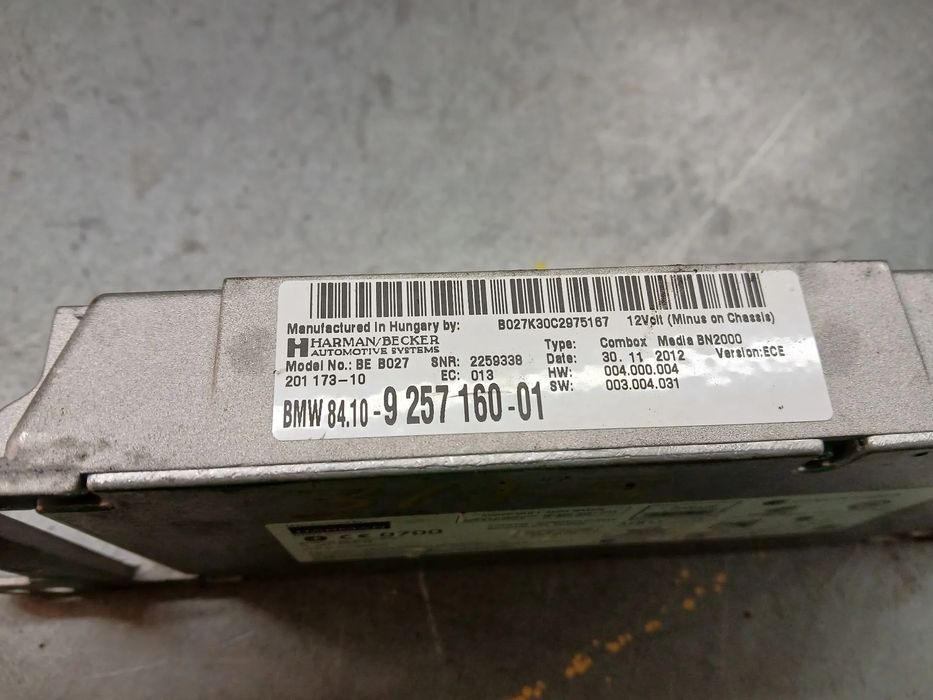 B027K30C2975167 12Volt (Minus on Chassis)
Manufactured in Hungary by:
HARMAN/BECKER
AUTOMOTIVE SYSTEMS
Type: Combox Media BN2000
Model No.: BE B027 SNR: 2259338 Date: 30. 11 2012 Version:ECE
201 173-10 EC: 013 HW: 004.000.004
SW: 003.004.031
BMW 84.10-9 257 160-01
CE 0700